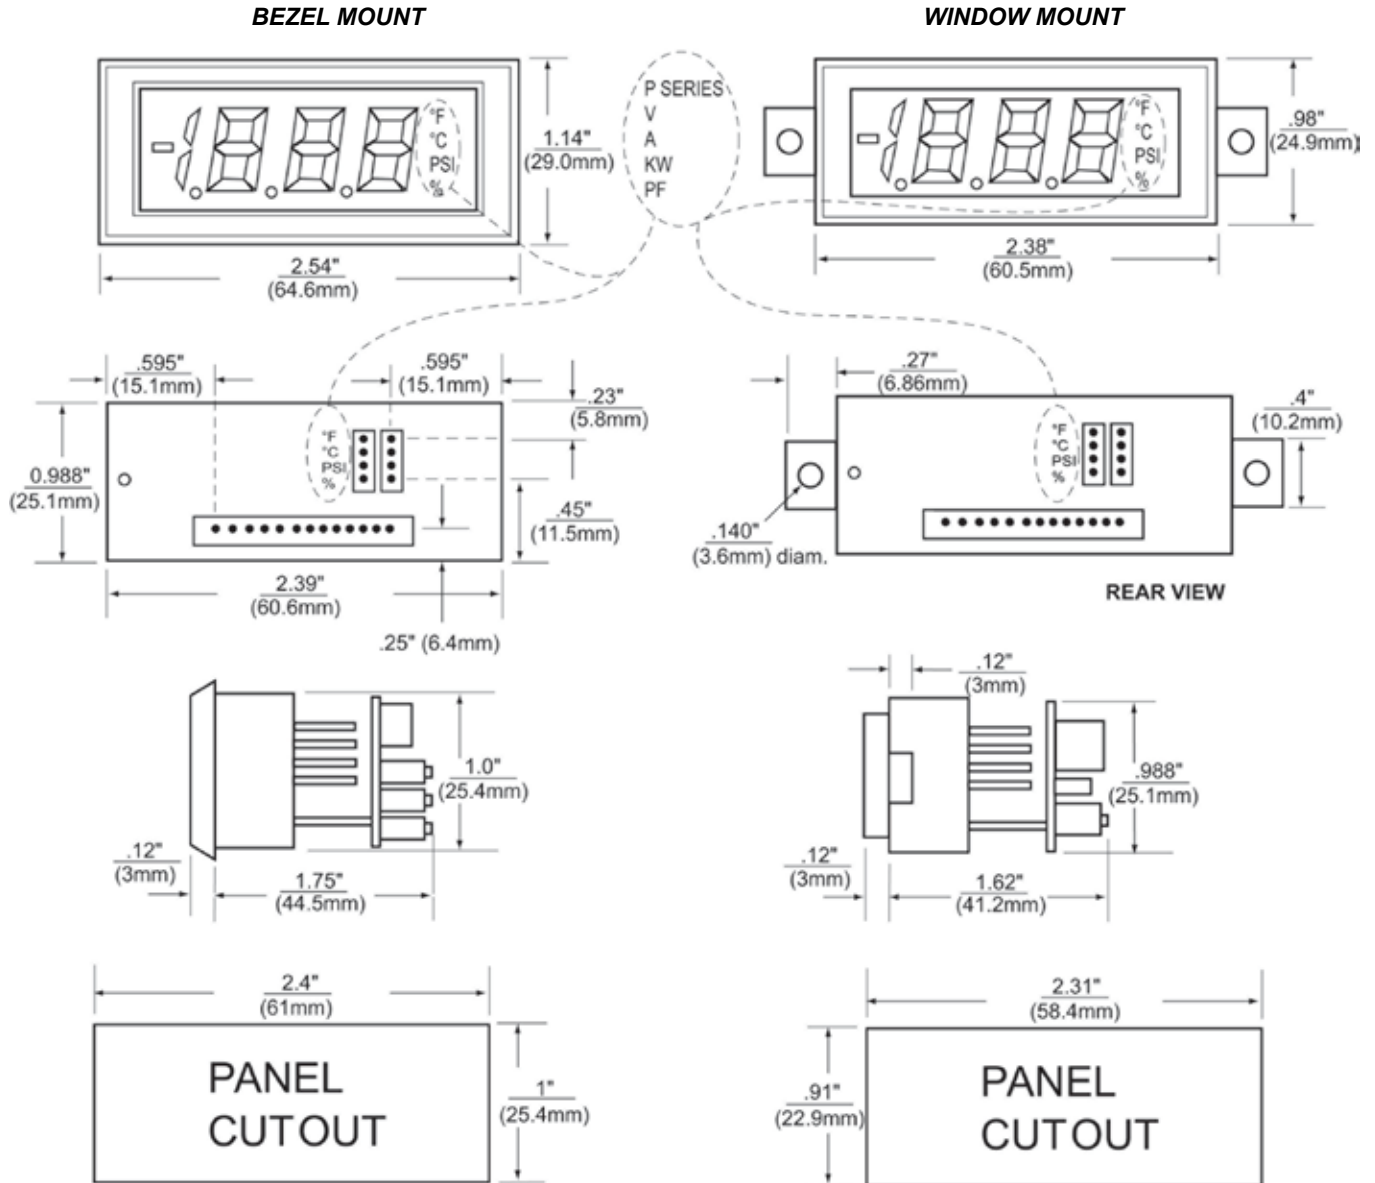 BEZEL MOUNT
WINDOW MOUNT
P SERIES
V
A
KW
PF
-1.8.8.8
°F
°C
PSI
%
1.14"
(29.0mm)
2.54"
(64.6mm)
-1.8.8.8
°F
°C
PSI
%
.98"
(24.9mm)
2.38"
(60.5mm)
.595"
(15.1mm)
.595"
(15.1mm)
.23"
(5.8mm)
°F
°C
PSI
%
0.988"
(25.1mm)
.45"
(11.5mm)
2.39"
(60.6mm)
.25" (6.4mm)
.27"
(6.86mm)
.4"
(10.2mm)
°F
°C
PSI
%
.140"
(3.6mm) diam.
REAR VIEW
1.0"
(25.4mm)
.12"
(3mm)
1.75"
(44.5mm)
.12"
(3mm)
.988"
(25.1mm)
.12"
(3mm)
1.62"
(41.2mm)
2.4"
(61mm)
PANEL
CUTOUT
1"
(25.4mm)
2.31"
(58.4mm)
.91"
(22.9mm)
PANEL
CUTOUT